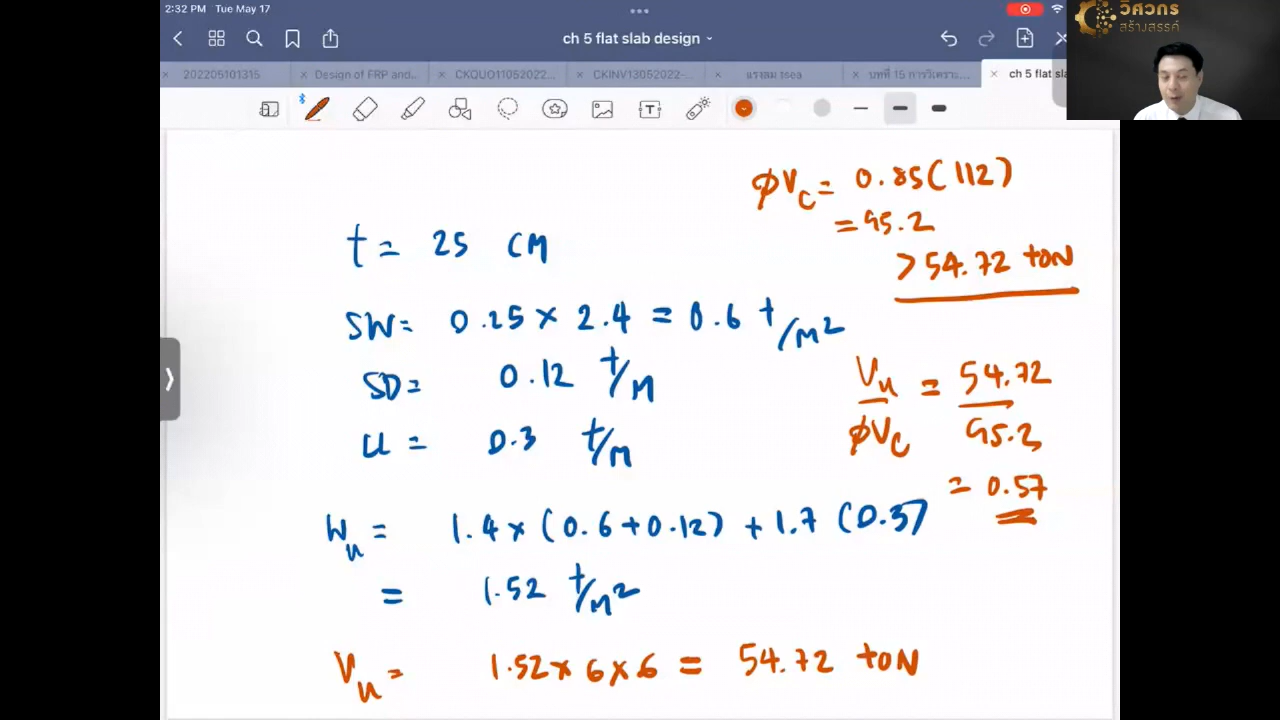 2:32 PM Tue May 17
วิศวกร
สร้างสรรค์
ch 5 flat slab design
202205101315
Design of FRP and...
CKQUO11052022...
CKINV13052022-...
แรงลม tsea
บทที่ 15 การวิเคราะ...
ch 5 flat sla
φVc = 0.85(112)
= 95.2
> 54.72 TON
t = 25 CM
SW = 0.25 × 2.4 = 0.6 t/M²
SD = 0.12 t/M
LL = 0.3 t/M
Vu/φVc = 54.72/95.2
= 0.57
Wu = 1.4 × (0.6 + 0.12) + 1.7 (0.3)
= 1.52 t/M²
Vu = 1.52 × 6 × 6 = 54.72 TON